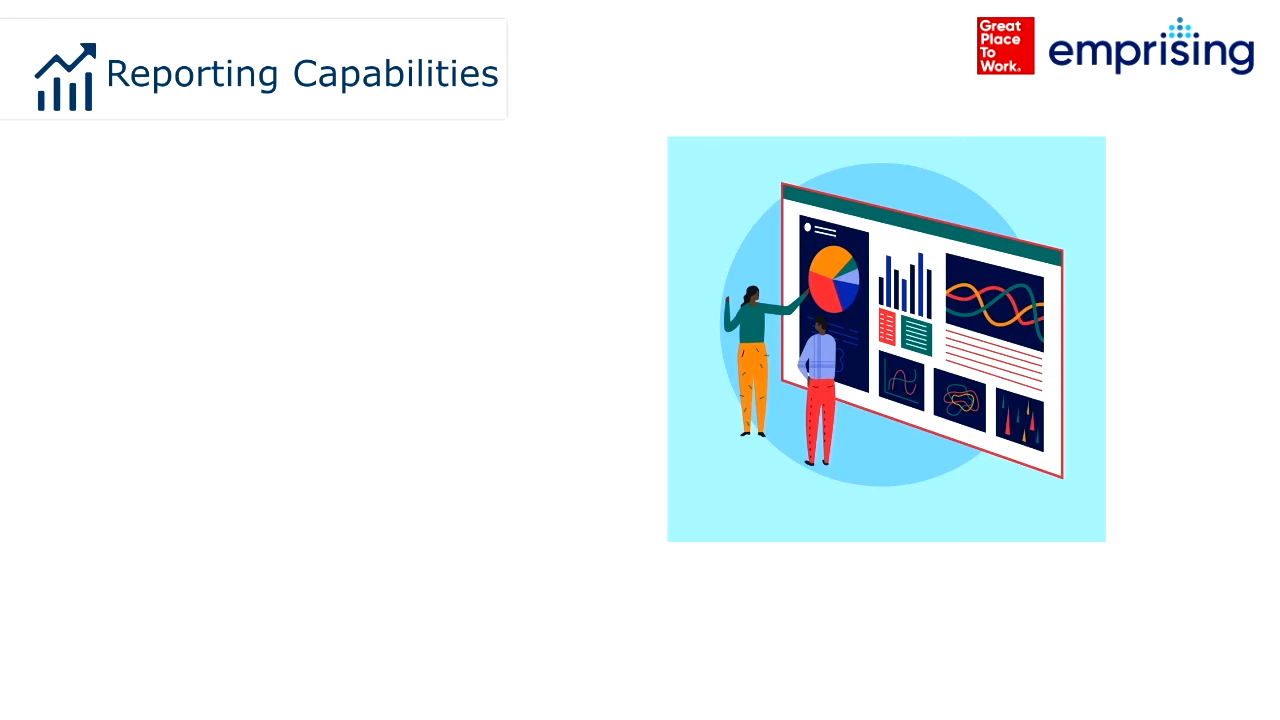 Reporting Capabilities
Great
Place
To
Work.
emprising